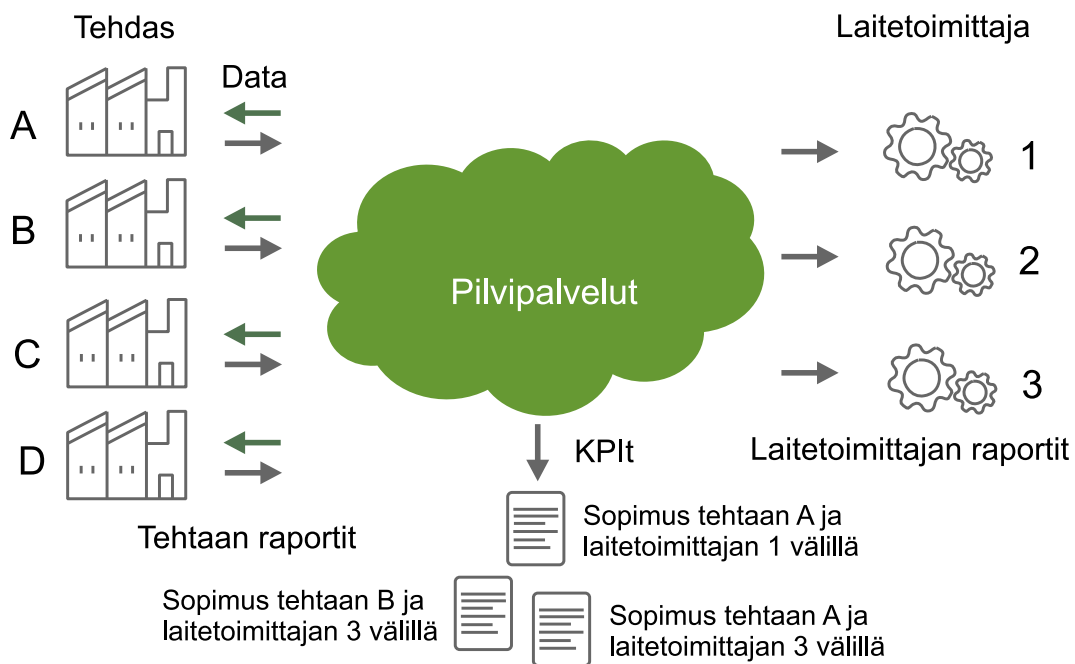 Tehdas
Laitetoimittaja
Data
A
1
B
2
Pilvipalvelut
C
3
D
KPIt
Laitetoimittajan raportit
Tehtaan raportit
Sopimus tehtaan A ja
laitetoimittajan 1 välillä
Sopimus tehtaan B ja
laitetoimittajan 3 välillä
Sopimus tehtaan A ja
laitetoimittajan 3 välillä